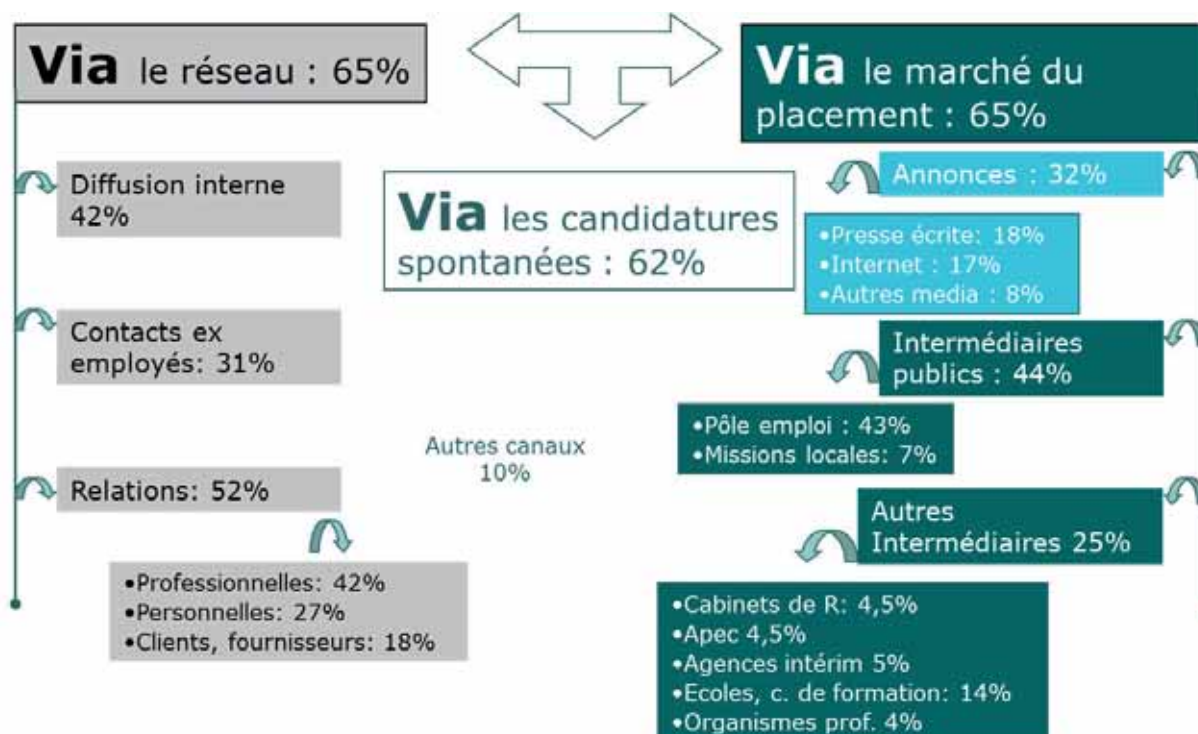 Via le réseau : 65%
Diffusion interne
42%
Contacts ex
employés: 31%
Relations: 52%
•Professionnelles: 42%
•Personnelles: 27%
•Clients, fournisseurs: 18%
Via les candidatures
spontanées : 62%
Autres canaux
10%
Via le marché du
placement : 65%
Annonces : 32%
•Presse écrite: 18%
•Internet : 17%
•Autres media : 8%
Intermédiaires
publics : 44%
•Pôle emploi : 43%
•Missions locales: 7%
Autres
Intermédiaires 25%
•Cabinets de R: 4,5%
•Apec 4,5%
•Agences intérim 5%
•Ecoles, c. de formation: 14%
•Organismes prof. 4%